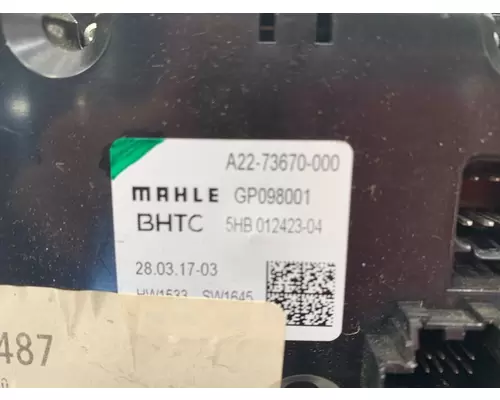 A22-73670-000
MAHLE GP098001
BHTC 5HB 012423-04
28.03.17-03
HW1533 SW1645
487